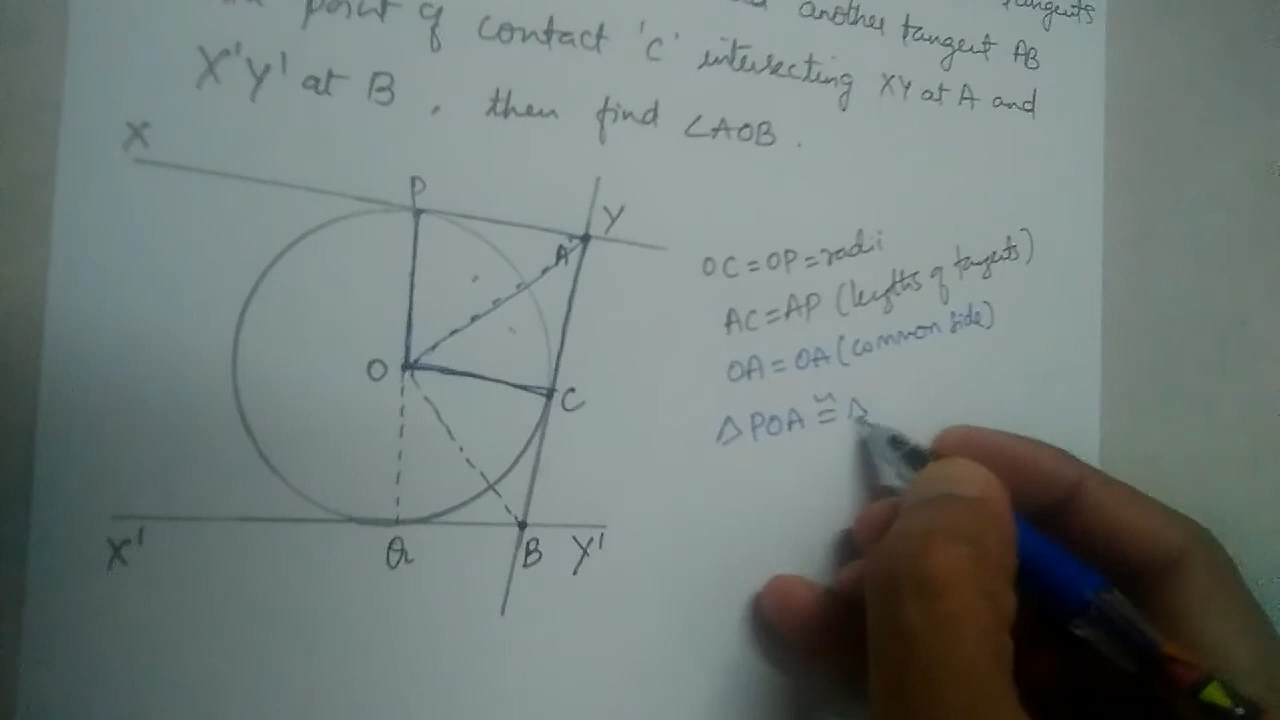 tangents
another tangent AB
point of contact 'C' intersecting XY at A and
X'Y' at B , then find ∠AOB .
X
P
Y
A
O
C
X'
Q
B
Y'
OC = OP = radii
AC = AP (lengths of tangents)
OA = OA (common side)
△POA ≅ △